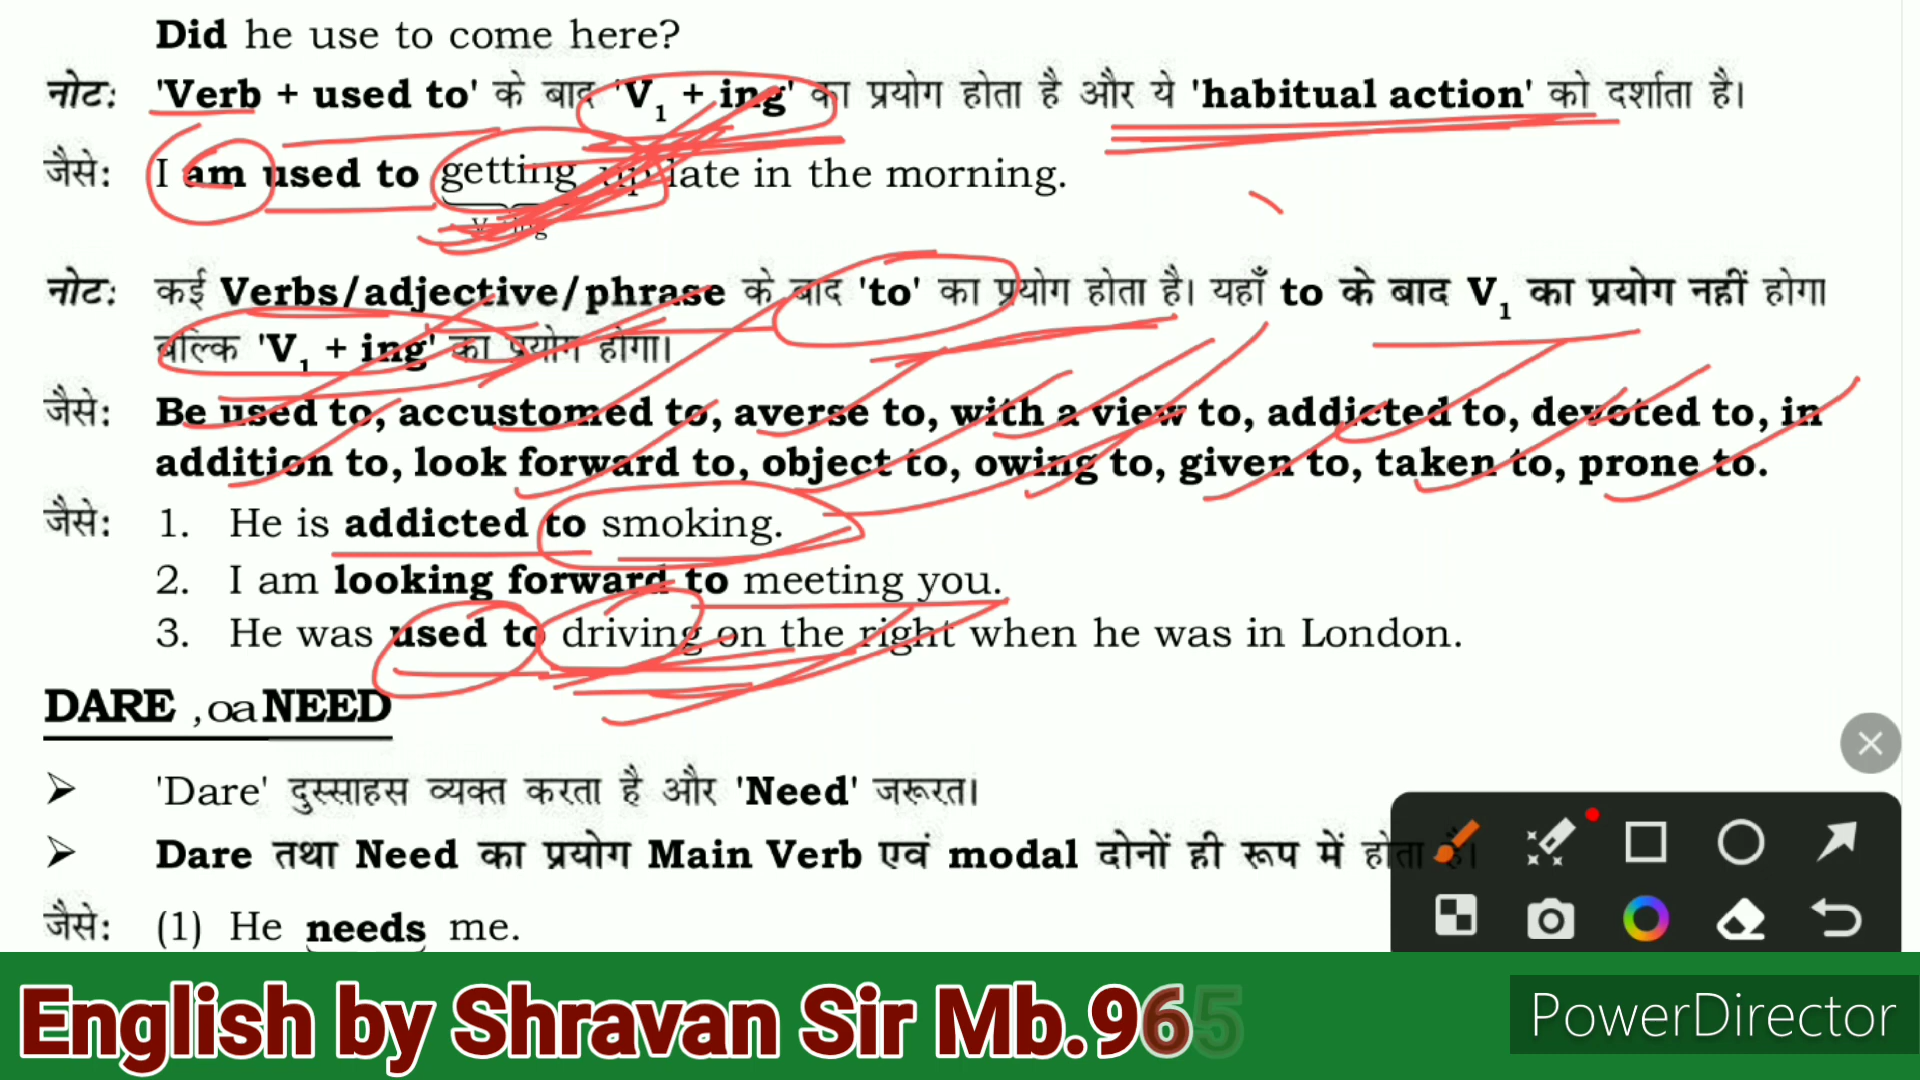 Did he use to come here?
नोटः 'Verb + used to' के बाद 'V1 + ing' का प्रयोग होता है और ये 'habitual action' को दर्शाता है।
जैसेः I am used to getting up late in the morning.
नोटः कई Verbs/adjective/phrase के बाद 'to' का प्रयोग होता है। यहाँ to के बाद V1 का प्रयोग नहीं होगा
बल्कि 'V1 + ing' का प्रयोग होगा।
जैसेः Be used to, accustomed to, averse to, with a view to, addicted to, devoted to, in
addition to, look forward to, object to, owing to, given to, taken to, prone to.
जैसेः 1. He is addicted to smoking.
2. I am looking forward to meeting you.
3. He was used to driving on the right when he was in London.
DARE ,oa NEED
➢ 'Dare' दुस्साहस व्यक्त करता है और 'Need' जरूरत।
➢ Dare तथा Need का प्रयोग Main Verb एवं modal दोनों ही रूप में होता है।
जैसेः (1) He needs me.
English by Shravan Sir Mb.965
PowerDirector